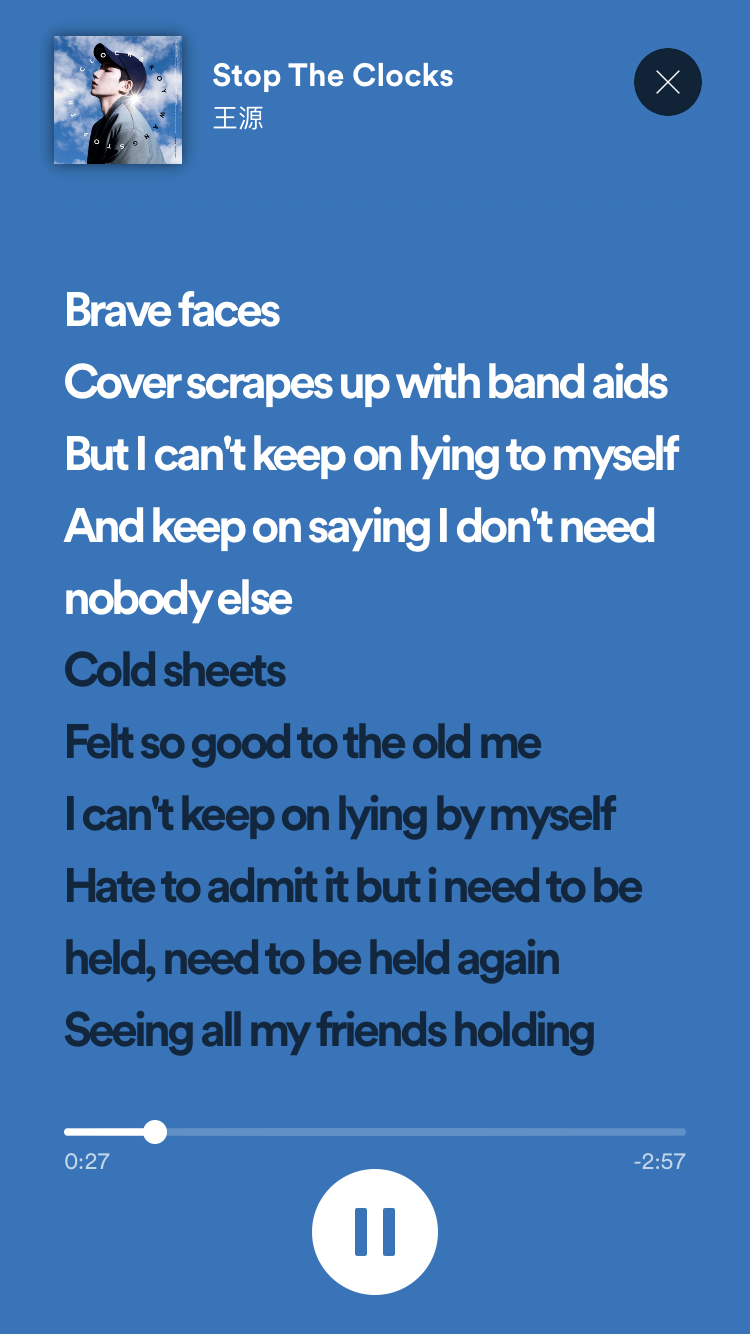 Stop The Clocks
王源
Brave faces
Cover scrapes up with band aids
But I can't keep on lying to myself
And keep on saying I don't need
nobody else
Cold sheets
Felt so good to the old me
I can't keep on lying by myself
Hate to admit it but i need to be
held, need to be held again
Seeing all my friends holding
0:27
-2:57